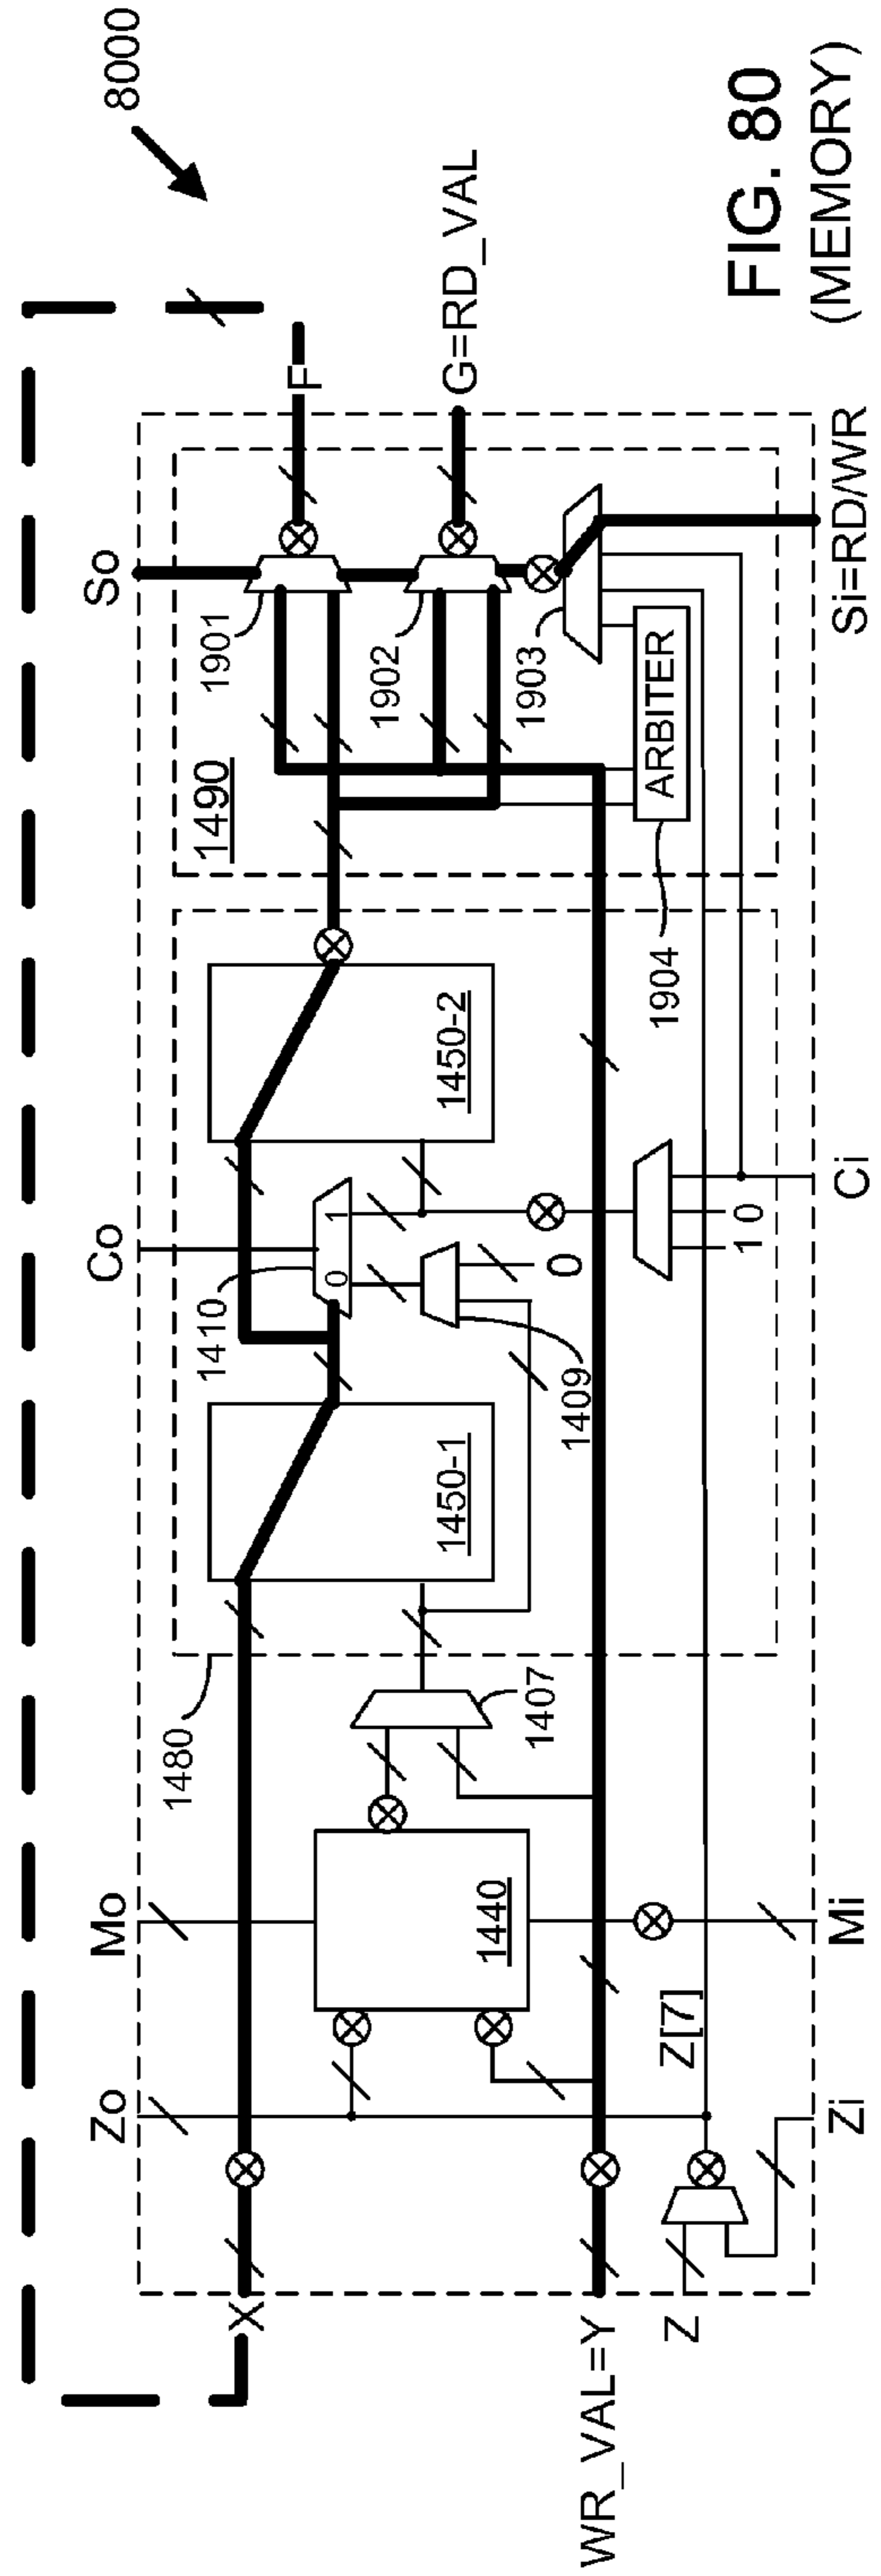 8000
So
Co
Mo
Zo
F
G=RD_VAL
1901
1902
1903
1490
ARBITER
1904
1450-2
1410
0
1
0
1409
1 0
1450-1
1480
1407
1440
Z[7]
X
WR_VAL=Y
Z
Zi
Mi
Ci
Si=RD/WR
FIG. 80
(MEMORY)